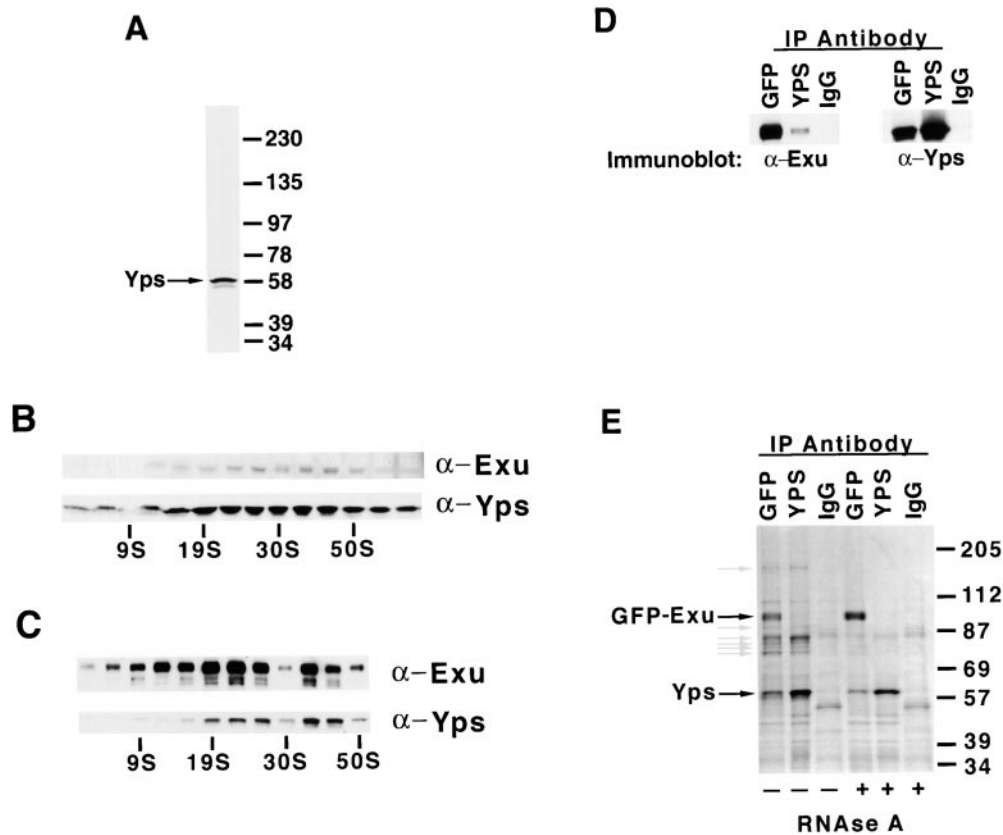 A
230
135
97
78
Yps
58
39
34
B
α-Exu
α-Yps
9S 19S 30S 50S
C
α-Exu
α-Yps
9S 19S 30S 50S
D
IP Antibody
GFP YPS IgG GFP YPS IgG
Immunoblot: α-Exu α-Yps
E
IP Antibody
GFP YPS IgG GFP YPS IgG
205
112
GFP-Exu
87
69
Yps
57
39
34
– – – + + +
RNAse A